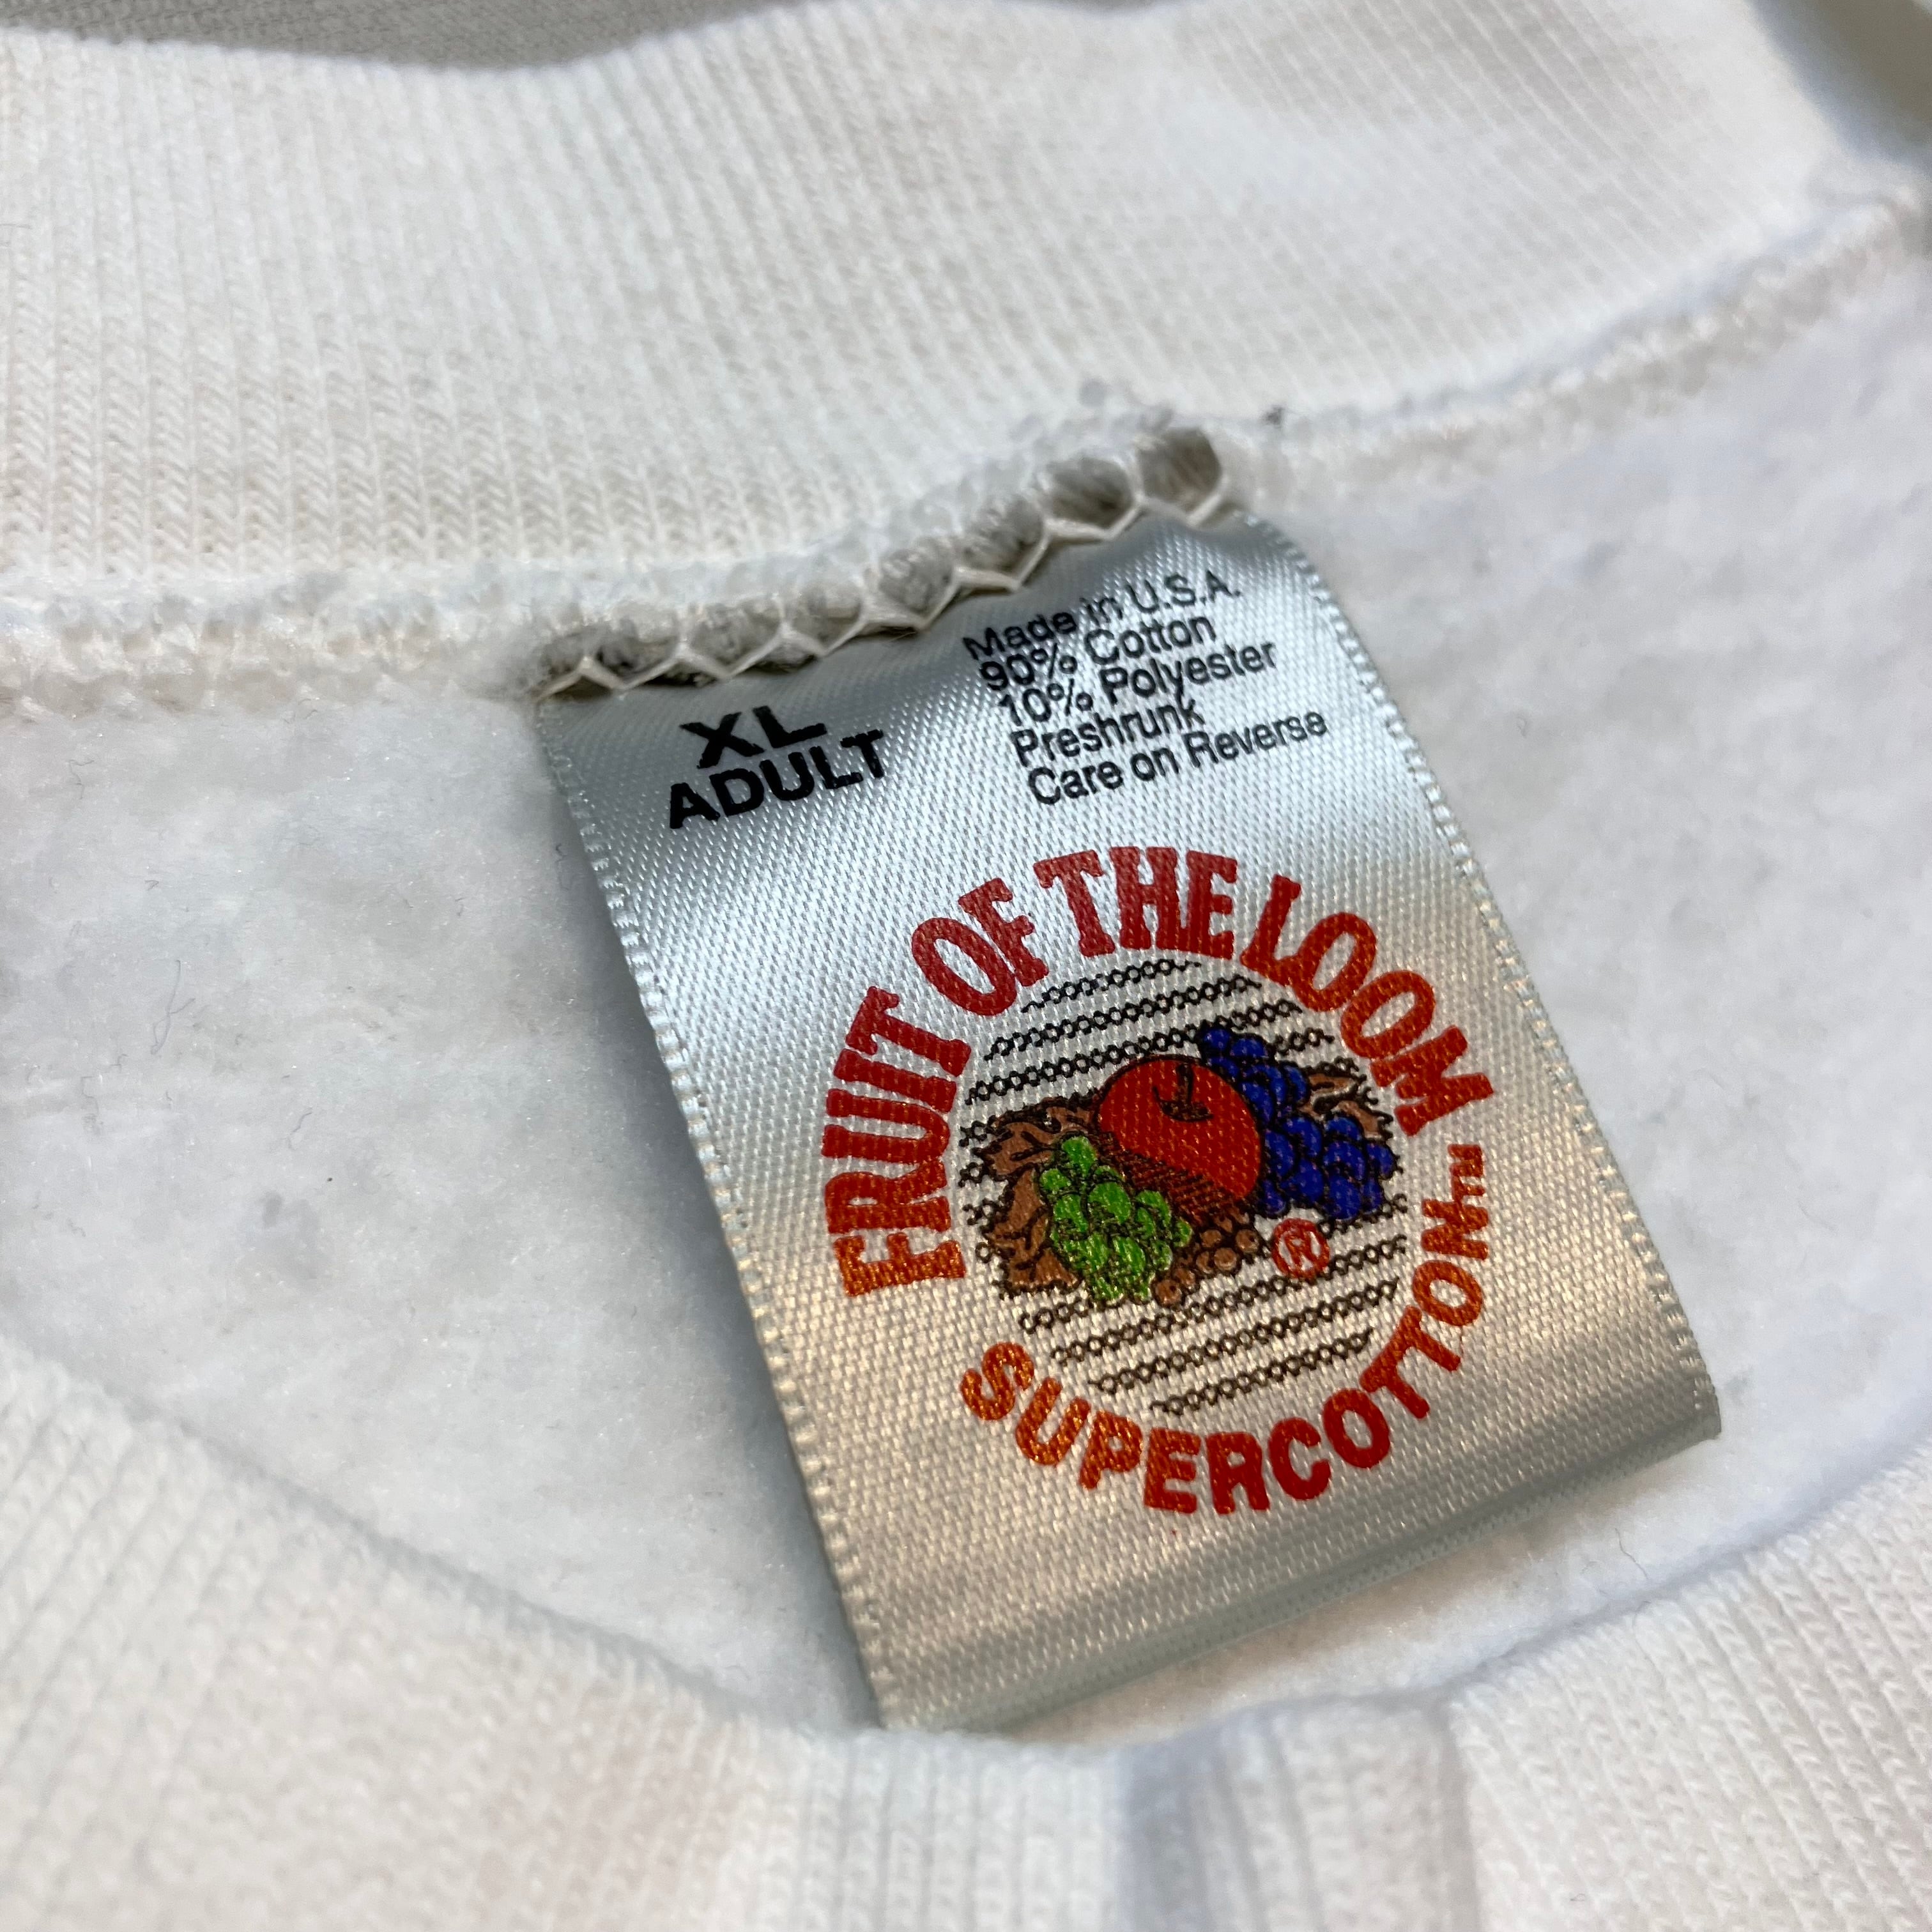 XL
ADULT
Made in U.S.A.
90% Cotton
10% Polyester
Preshrunk
Care on Reverse
FRUIT OF THE LOOM
®
SUPERCOTTON™